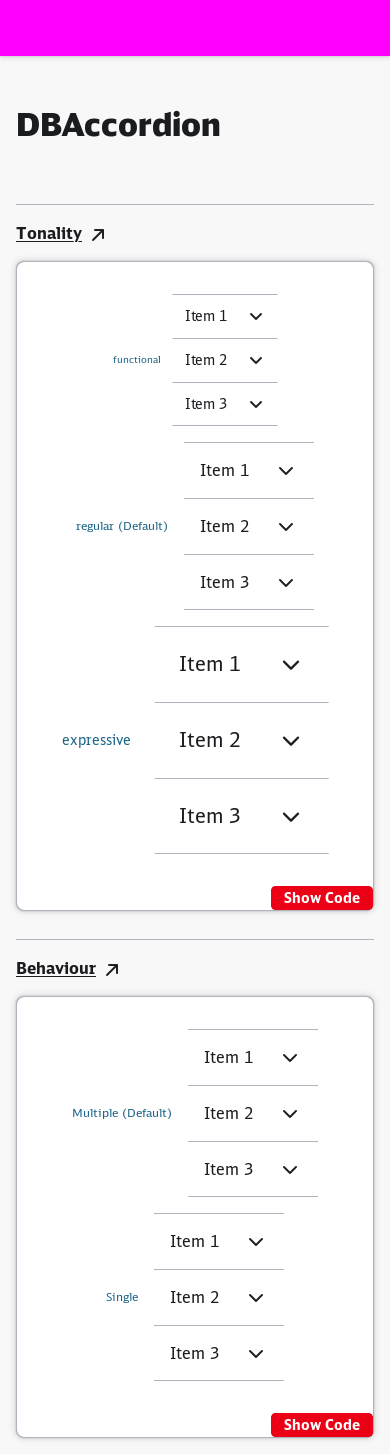 DBAccordion
Tonality
Item 1
functional
Item 2
Item 3
Item 1
regular (Default)
Item 2
Item 3
Item 1
expressive
Item 2
Item 3
Show Code
Behaviour
Item 1
Multiple (Default)
Item 2
Item 3
Item 1
Single
Item 2
Item 3
Show Code